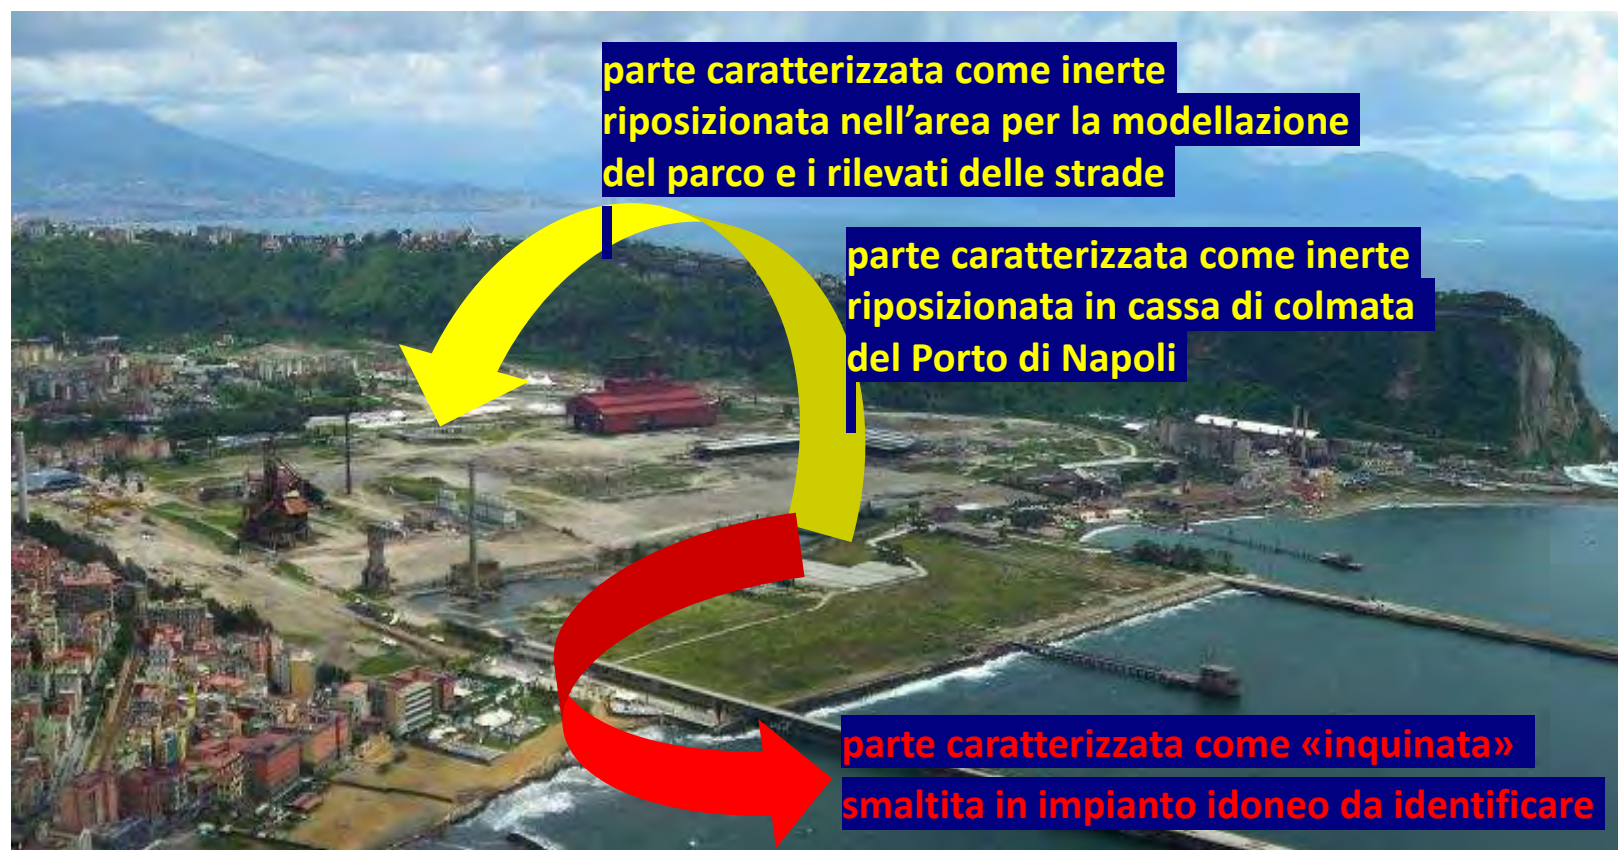 parte caratterizzata come inerte
riposizionata nell’area per la modellazione
del parco e i rilevati delle strade
parte caratterizzata come inerte
riposizionata in cassa di colmata
del Porto di Napoli
parte caratterizzata come «inquinata»
smaltita in impianto idoneo da identificare